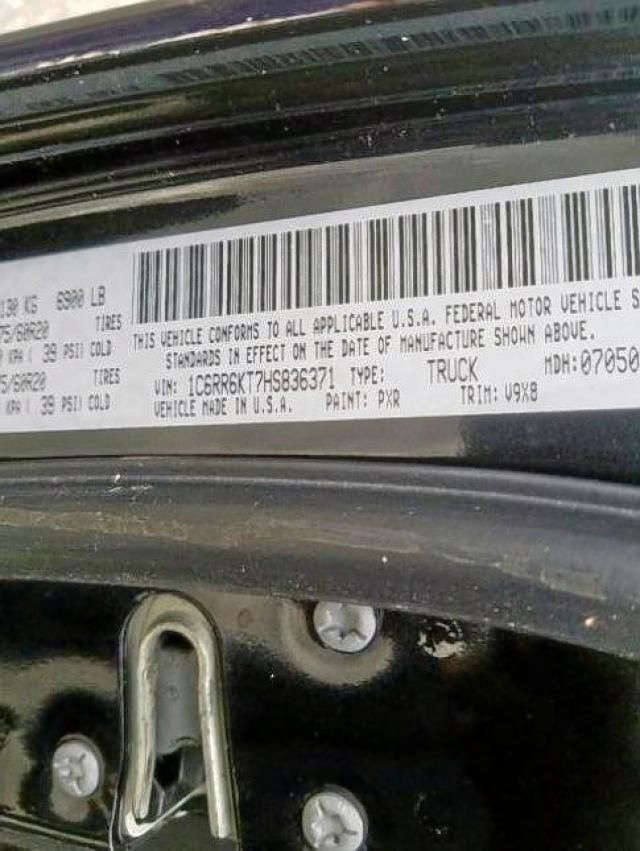 130 KG 6900 LB
75/60R20 TIRES
KPA ( 39 PSI) COLD
5/60R20 TIRES
KPA ( 39 PSI) COLD
THIS VEHICLE CONFORMS TO ALL APPLICABLE U.S.A. FEDERAL MOTOR VEHICLE S
STANDARDS IN EFFECT ON THE DATE OF MANUFACTURE SHOWN ABOVE.
VIN: 1C6RR6KT7HS836371 TYPE: TRUCK MDH:07050
VEHICLE MADE IN U.S.A. PAINT: PXR TRIM: V9X8